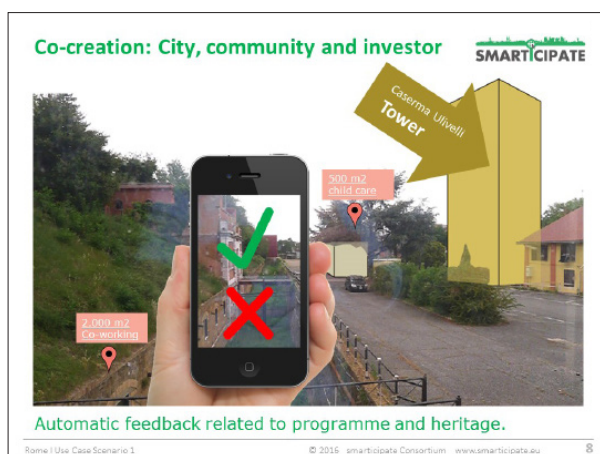 Co-creation: City, community and investor
SMARTICIPATE
Caserma Ulivelli
Tower
500 m2
child care
2.000 m2
Co-working
Automatic feedback related to programme and heritage.
Rome I Use Case Scenario 1
© 2016 smarticipate Consortium www.smarticipate.eu
8